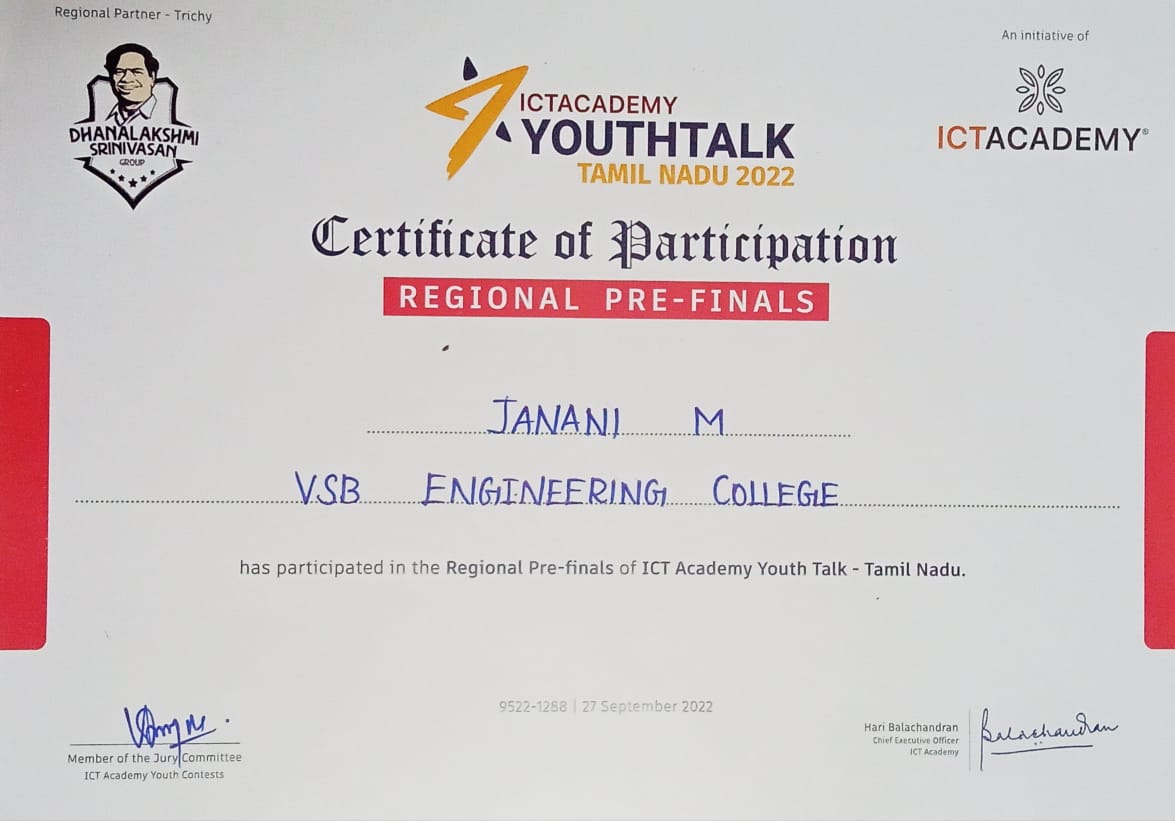 Regional Partner - Trichy
An initiative of
DHANALAKSHMI
SRINIVASAN
GROUP
ICTACADEMY
YOUTHTALK
TAMIL NADU 2022
ICTACADEMY®
Certificate of Participation
REGIONAL PRE-FINALS
JANANI M
VSB ENGINEERING COLLEGE
has participated in the Regional Pre-finals of ICT Academy Youth Talk - Tamil Nadu.
9522-1288 | 27 September 2022
Member of the Jury Committee
ICT Academy Youth Contests
Hari Balachandran
Chief Executive Officer
ICT Academy
Balachandran